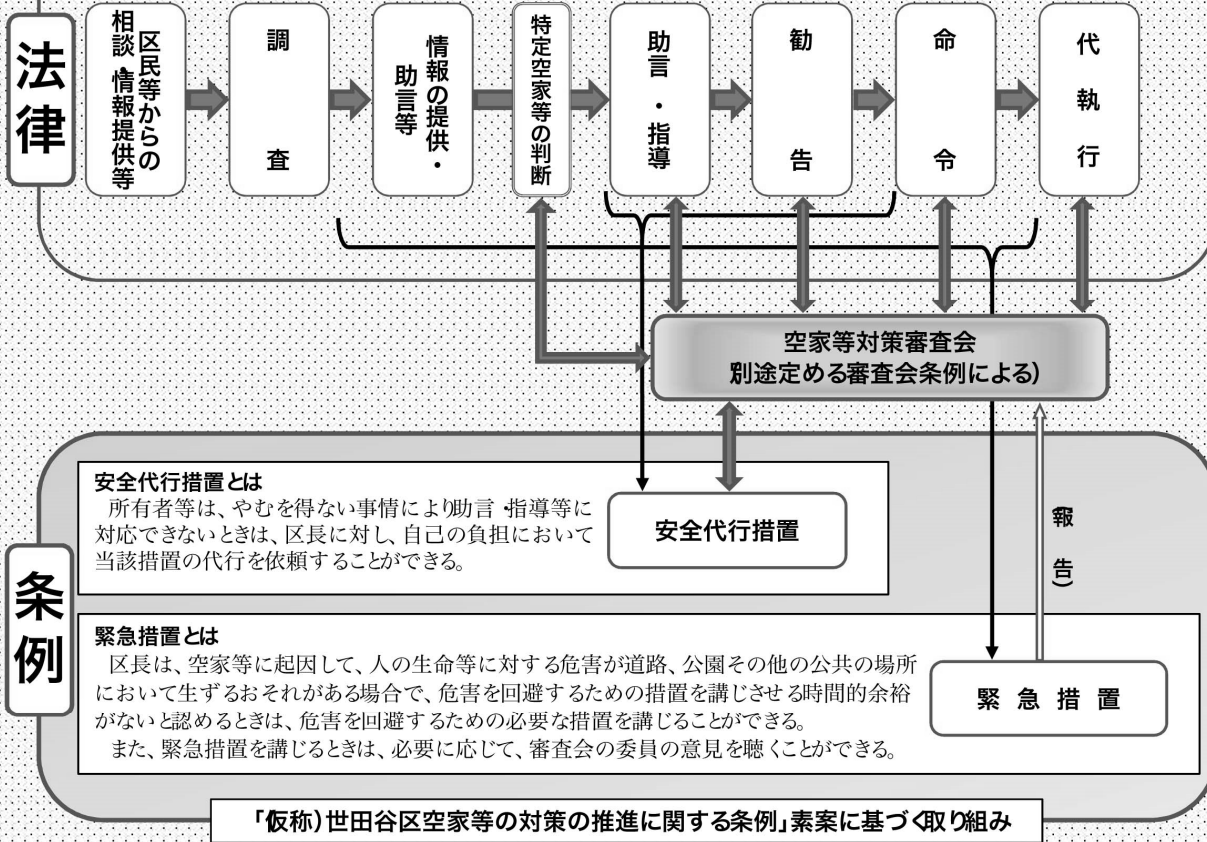 法律
区民等からの
相談・情報提供等
調査
情報の提供・
助言等
特定空家等の判断
助言・指導
勧告
命令
代執行
空家等対策審査会
別途定める審査会条例による)
条例
安全代行措置とは
所有者等は、やむを得ない事情により助言・指導等に
対応できないときは、区長に対し、自己の負担において
当該措置の代行を依頼することができる。
安全代行措置
(報告)
緊急措置とは
区長は、空家等に起因して、人の生命等に対する危害が道路、公園その他の公共の場所
において生ずるおそれがある場合で、危害を回避するための措置を講じさせる時間的余裕
がないと認めるときは、危害を回避するための必要な措置を講じることができる。
また、緊急措置を講じるときは、必要に応じて、審査会の委員の意見を聴くことができる。
緊急措置
「(仮称)世田谷区空家等の対策の推進に関する条例」素案に基づく取り組み